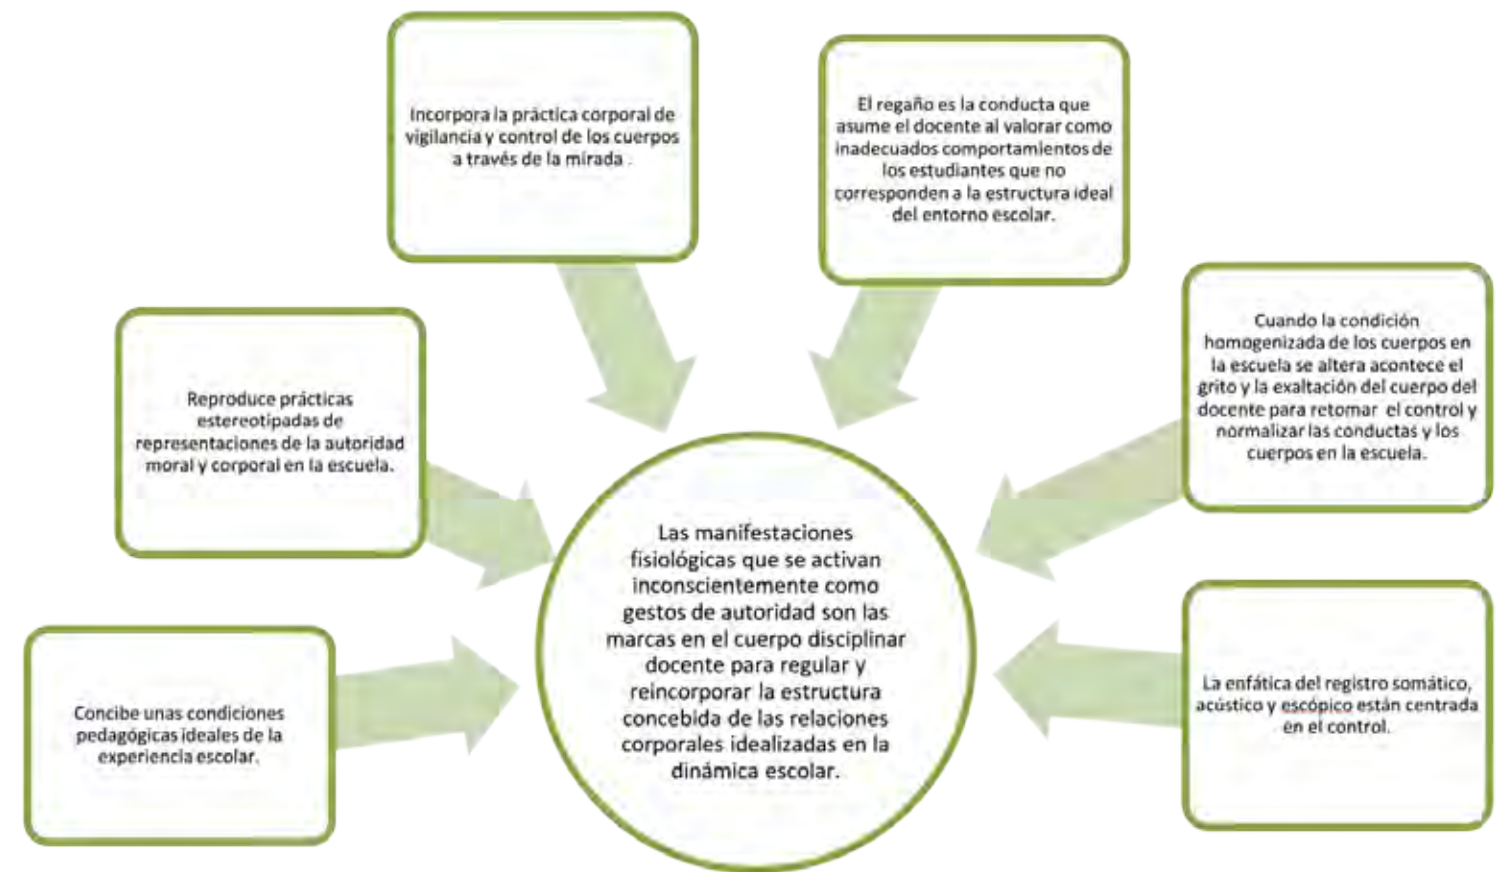 Incorpora la práctica corporal de
vigilancia y control de los cuerpos
a través de la mirada .
El regaño es la conducta que
asume el docente al valorar como
inadecuados comportamientos de
los estudiantes que no
corresponden a la estructura ideal
del entorno escolar.
Reproduce prácticas
estereotipadas de
representaciones de la autoridad
moral y corporal en la escuela.
Cuando la condición
homogenizada de los cuerpos en
la escuela se altera acontece el
grito y la exaltación del cuerpo del
docente para retomar el control y
normalizar las conductas y los
cuerpos en la escuela.
Las manifestaciones
fisiológicas que se activan
inconscientemente como
gestos de autoridad son las
marcas en el cuerpo disciplinar
docente para regular y
reincorporar la estructura
concebida de las relaciones
corporales idealizadas en la
dinámica escolar.
Concibe unas condiciones
pedagógicas ideales de la
experiencia escolar.
La enfática del registro somático,
acústico y escópico están centrada
en el control.